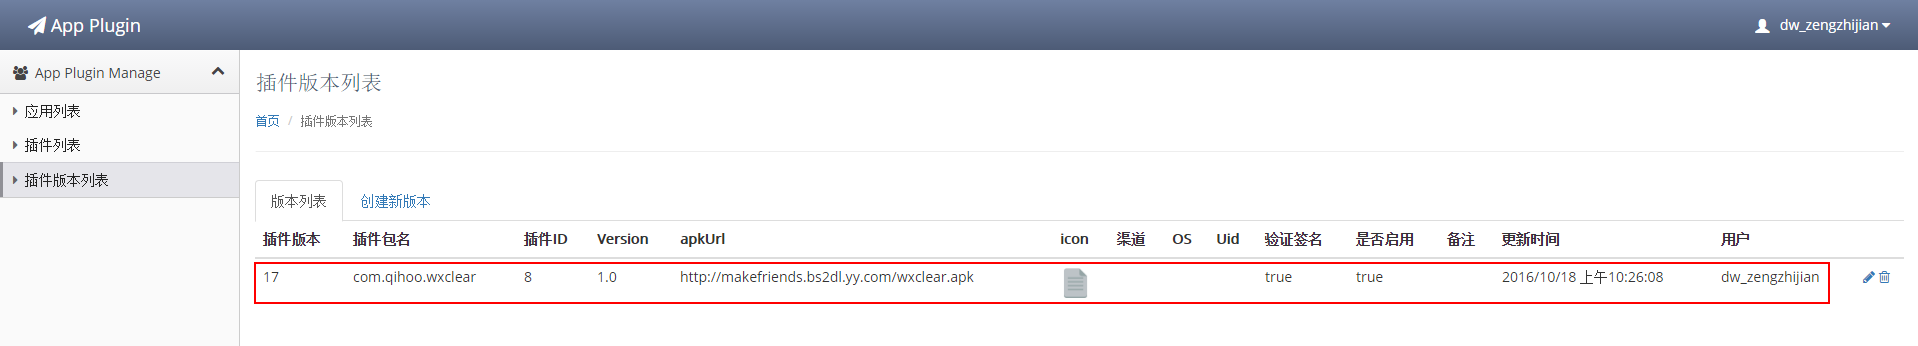 App Plugin
dw_zengzhijian
App Plugin Manage
应用列表
插件列表
插件版本列表
插件版本列表
首页 / 插件版本列表
版本列表 创建新版本
插件版本 插件包名 插件ID Version apkUrl icon 渠道 OS Uid 验证签名 是否启用 备注 更新时间 用户
17 com.qihoo.wxclear 8 1.0 http://makefriends.bs2dl.yy.com/wxclear.apk true true 2016/10/18 上午10:26:08 dw_zengzhijian